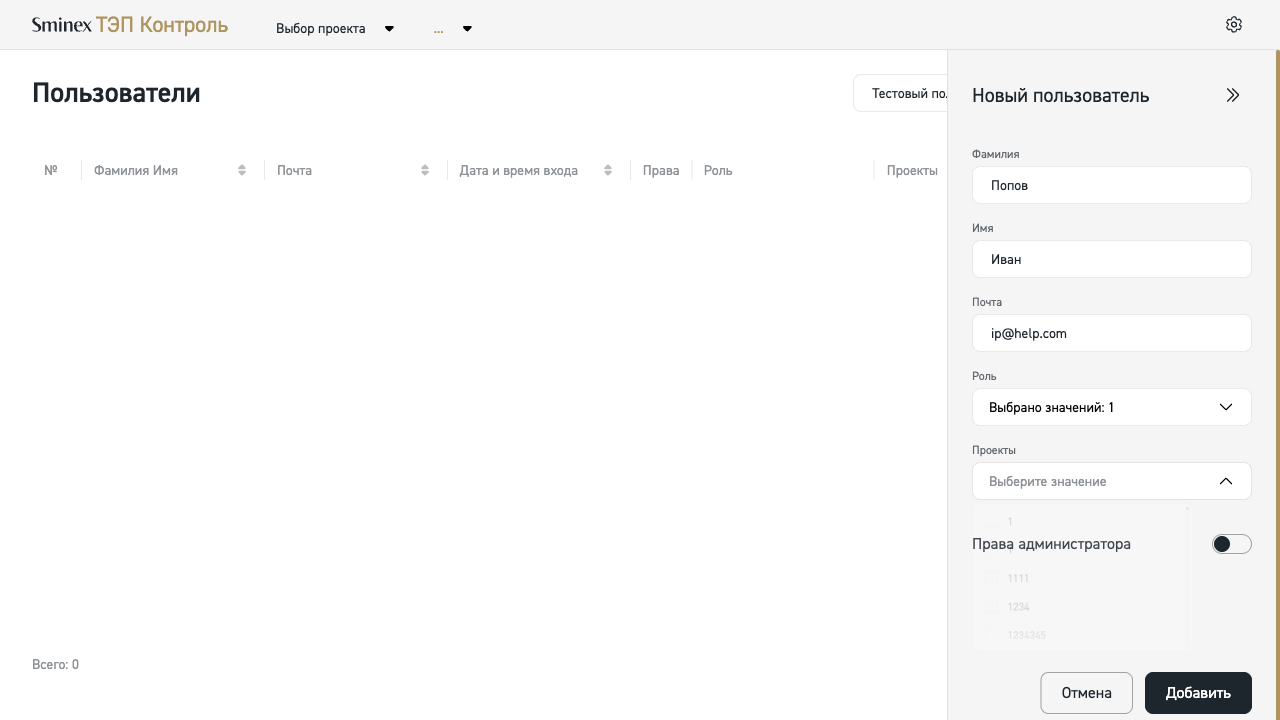 Sminex ТЭП Контроль
Выбор проекта
...
Пользователи
Тестовый по
№
Фамилия Имя
Почта
Дата и время входа
Права
Роль
Проекты
Всего: 0
Новый пользователь
Фамилия
Попов
Имя
Иван
Почта
ip@help.com
Роль
Выбрано значений: 1
Проекты
Выберите значение
1
Права администратора
1111
1234
1234345
Отмена
Добавить